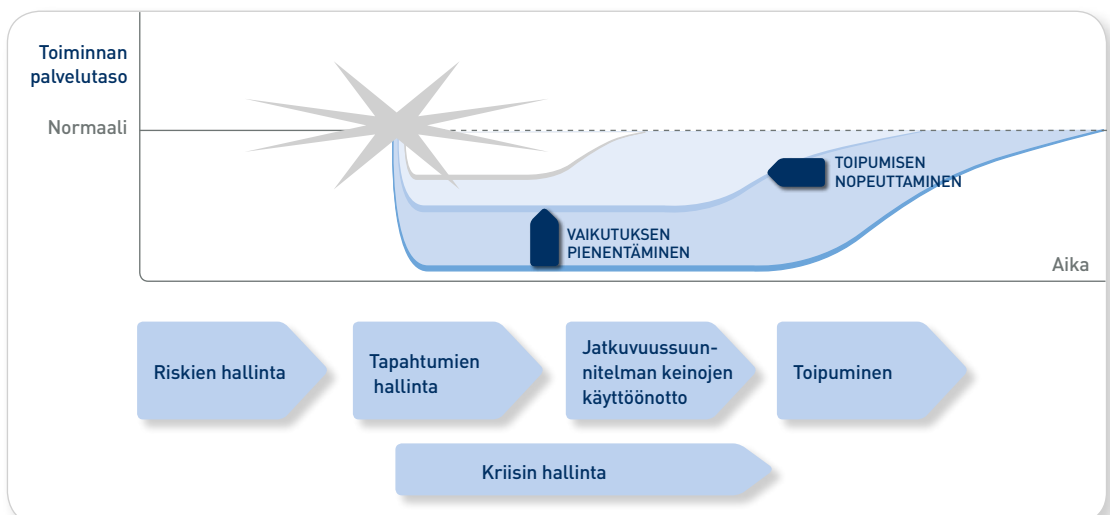 Toiminnan
palvelutaso
Normaali
TOIPUMISEN
NOPEUTTAMINEN
VAIKUTUKSEN
PIENENTÄMINEN
Aika
Riskien hallinta
Tapahtumien
hallinta
Jatkuvuussuun-
nitelman keinojen
käyttöönotto
Toipuminen
Kriisin hallinta